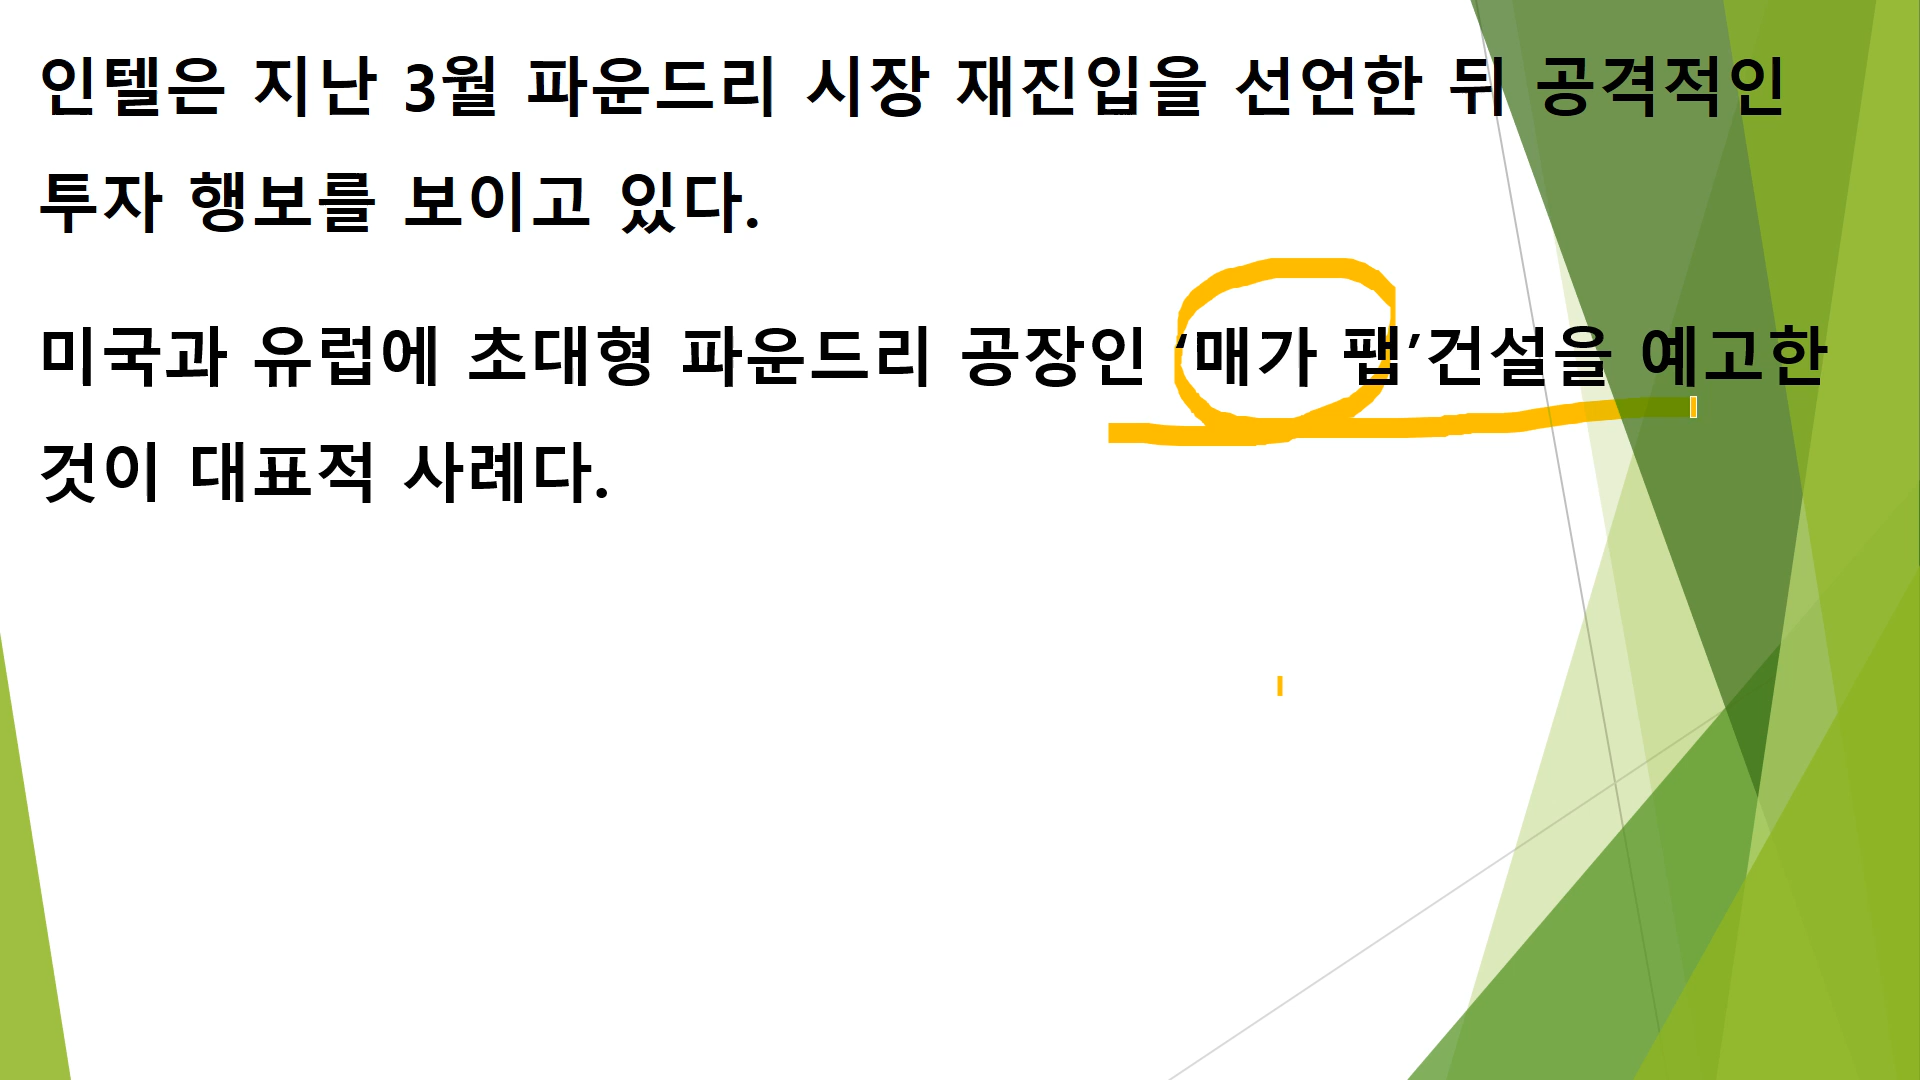 인텔은 지난 3월 파운드리 시장 재진입을 선언한 뒤 공격적인
투자 행보를 보이고 있다.
미국과 유럽에 초대형 파운드리 공장인 ‘매가 팹’건설을 예고한
것이 대표적 사례다.